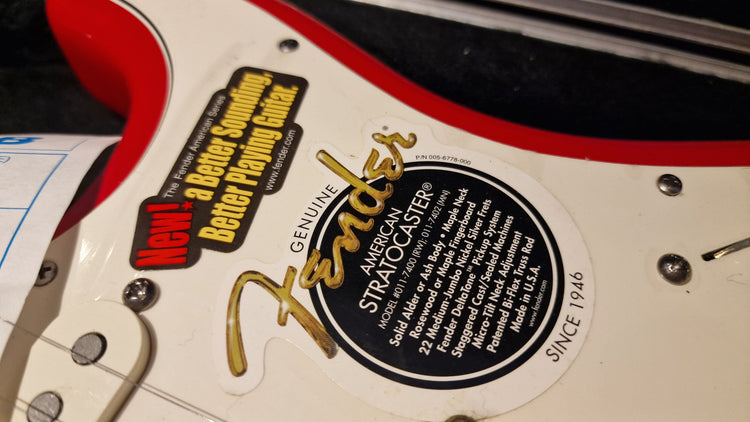 The Fender American Series
New!* a Better Sounding,
Better Playing Guitar.
www.fender.com
P/N 005-6778-000
GENUINE
Fender®
AMERICAN
STRATOCASTER®
MODEL #011-7400 (RW); 011-7402 (MN)
Solid Alder or Ash Body • Maple Neck
Rosewood or Maple Fingerboard
22 Medium-Jumbo Nickel Silver Frets
Fender DeltaTone™ Pickup System
Staggered Cast/Sealed Machines
Micro-Tilt Neck Adjustment
Patented Bi-Flex Truss Rod
Made in U.S.A.
www.fender.com
SINCE 1946